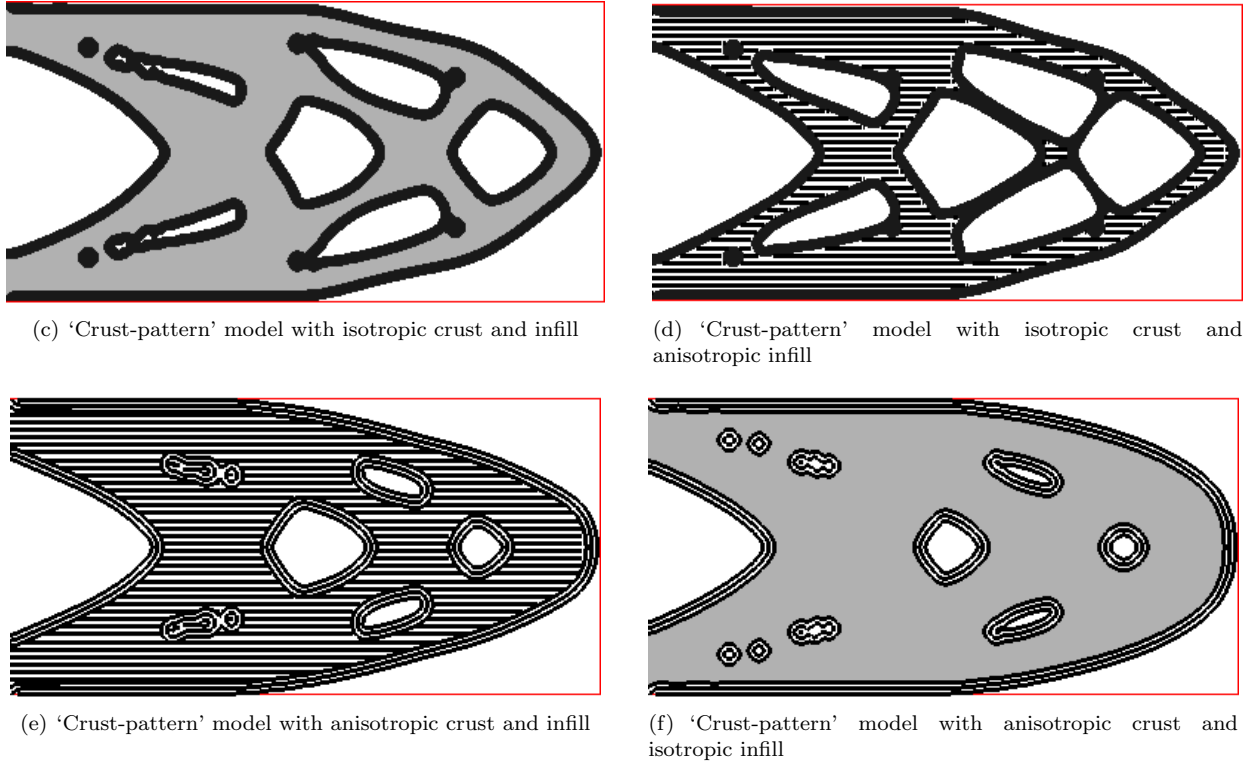 (c) ‘Crust-pattern’ model with isotropic crust and infill
(d) ‘Crust-pattern’ model with isotropic crust and
anisotropic infill
(e) ‘Crust-pattern’ model with anisotropic crust and infill
(f) ‘Crust-pattern’ model with anisotropic crust and
isotropic infill